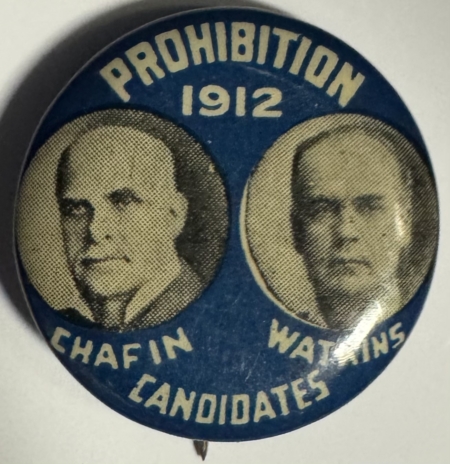 PROHIBITION
1912
CHAFIN
WATKINS
CANDIDATES